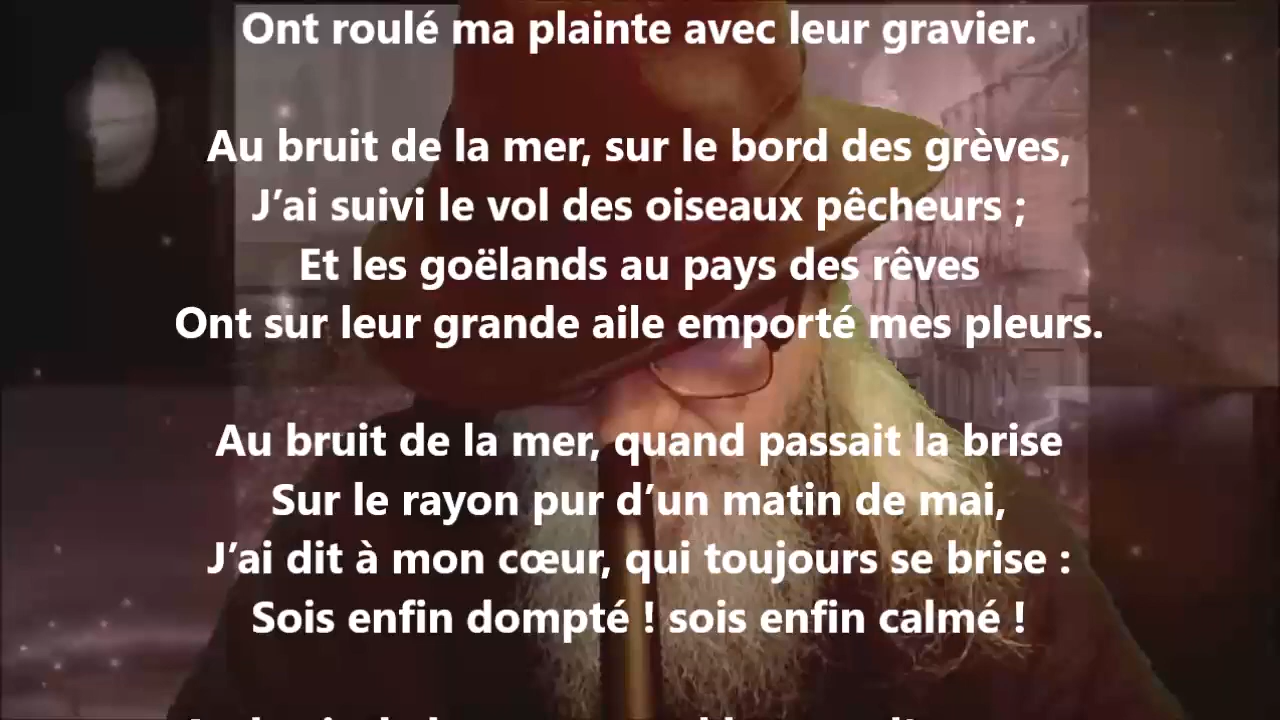 Ont roulé ma plainte avec leur gravier.
Au bruit de la mer, sur le bord des grèves,
J’ai suivi le vol des oiseaux pêcheurs ;
Et les goëlands au pays des rêves
Ont sur leur grande aile emporté mes pleurs.
Au bruit de la mer, quand passait la brise
Sur le rayon pur d’un matin de mai,
J’ai dit à mon cœur, qui toujours se brise :
Sois enfin dompté ! sois enfin calmé !